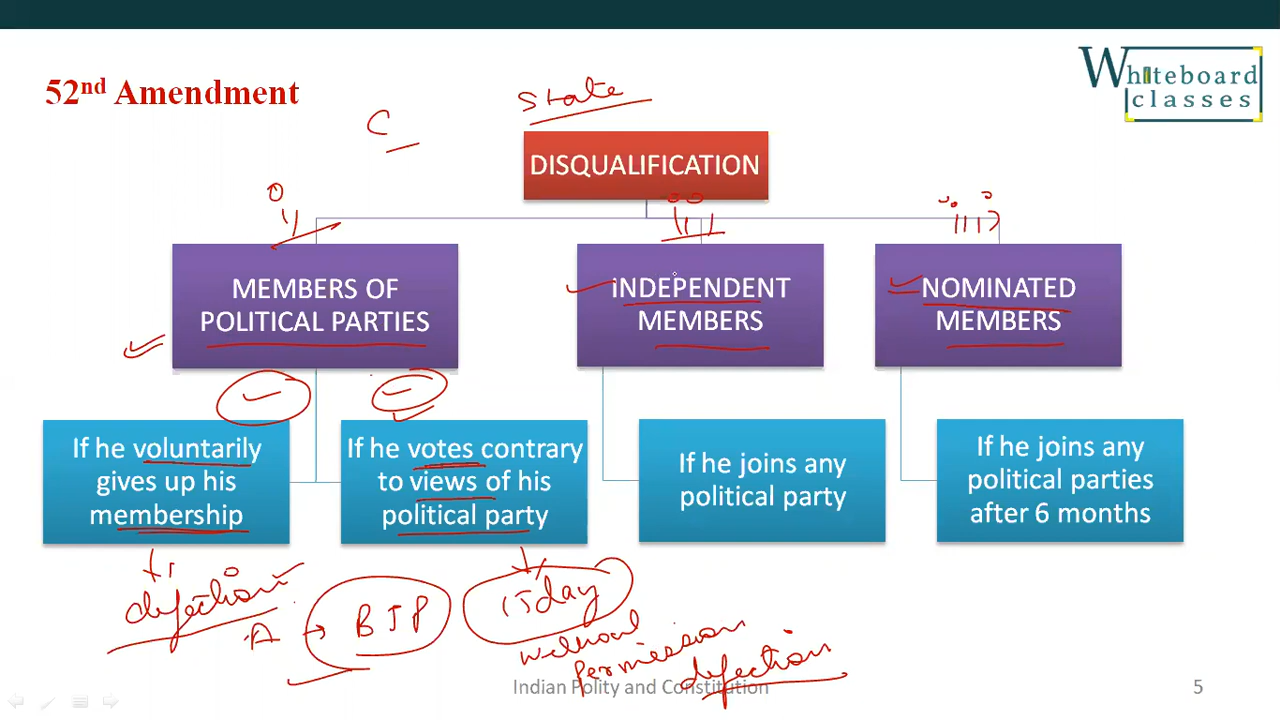 52nd Amendment
Whiteboard
classes
State
C
DISQUALIFICATION
MEMBERS OF
POLITICAL PARTIES
INDEPENDENT
MEMBERS
NOMINATED
MEMBERS
If he voluntarily
gives up his
membership
If he votes contrary
to views of his
political party
If he joins any
political party
If he joins any
political parties
after 6 months
defection
A → BJP
15 day
without
permission
defection
Indian Polity and Constitution
5